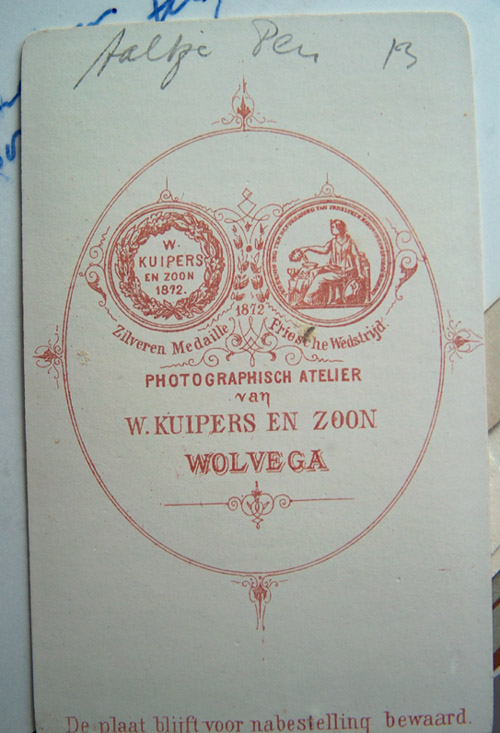 Aaltje Pen 13
W.
KUIPERS
EN ZOON
1872.
1872
Zilveren Medaille Friesche Wedstrijd.
PHOTOGRAPHISCH ATELIER
van
W. KUIPERS EN ZOON
WOLVEGA
De plaat blijft voor nabestelling bewaard.